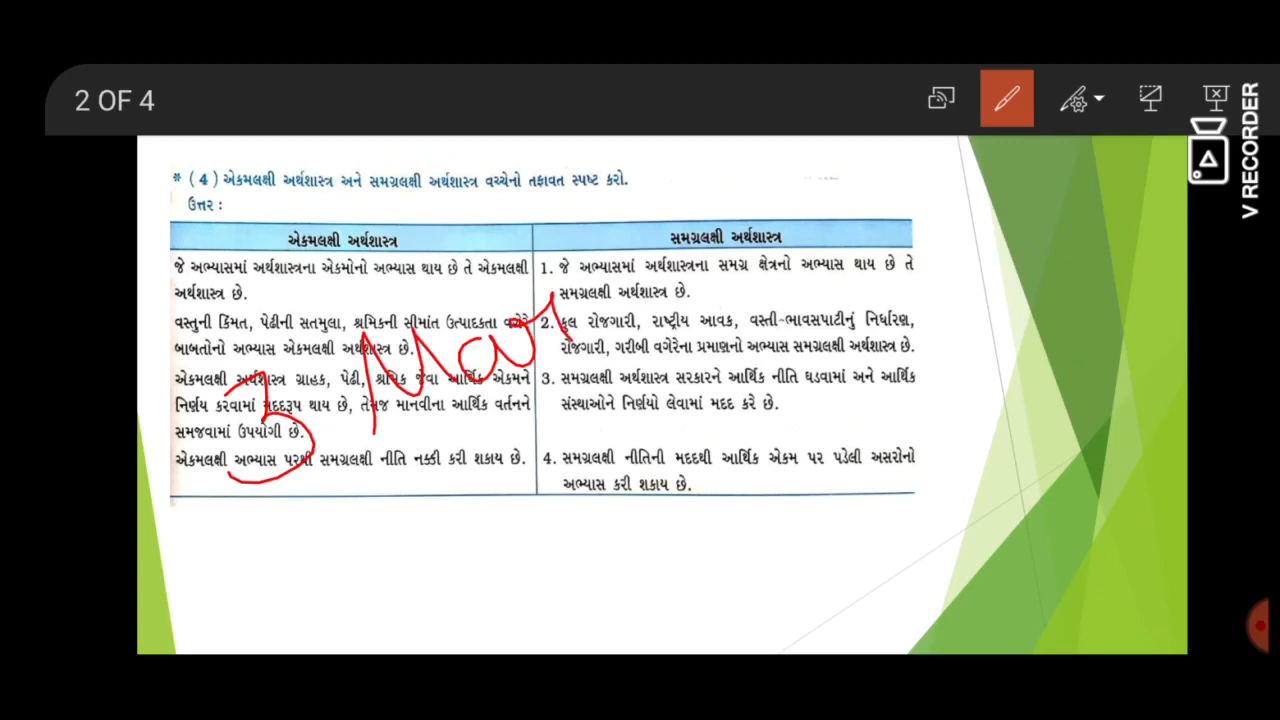 2 OF 4
V RECORDER
* ( 4 ) એકમલક્ષી અર્થશાસ્ત્ર અને સમગ્રલક્ષી અર્થશાસ્ત્ર વચ્ચેનો તફાવત સ્પષ્ટ કરો.
ઉત્તર :
એકમલક્ષી અર્થશાસ્ત્ર
જે અભ્યાસમાં અર્થશાસ્ત્રના એકમોનો અભ્યાસ થાય છે તે એકમલક્ષી
અર્થશાસ્ત્ર છે.
વસ્તુની કિંમત, પેઢીની સતમુલા, શ્રમિકની સીમાંત ઉત્પાદકતા વગેરે
બાબતોનો અભ્યાસ એકમલક્ષી અર્થશાસ્ત્ર છે.
એકમલક્ષી અર્થશાસ્ત્ર ગ્રાહક, પેઢી, શ્રમિક જેવા આર્થિક એકમને
નિર્ણય કરવામાં મદદરૂપ થાય છે, તેમજ માનવીના આર્થિક વર્તનને
સમજવામાં ઉપયોગી છે.
એકમલક્ષી અભ્યાસ પરથી સમગ્રલક્ષી નીતિ નક્કી કરી શકાય છે.
સમગ્રલક્ષી અર્થશાસ્ત્ર
1. જે અભ્યાસમાં અર્થશાસ્ત્રના સમગ્ર ક્ષેત્રનો અભ્યાસ થાય છે તે
સમગ્રલક્ષી અર્થશાસ્ત્ર છે.
2. કુલ રોજગારી, રાષ્ટ્રીય આવક, વસ્તી-ભાવસપાટીનું નિર્ધારણ,
રોજગારી, ગરીબી વગેરેના પ્રમાણનો અભ્યાસ સમગ્રલક્ષી અર્થશાસ્ત્ર છે.
3. સમગ્રલક્ષી અર્થશાસ્ત્ર સરકારને આર્થિક નીતિ ઘડવામાં અને આર્થિક
સંસ્થાઓને નિર્ણયો લેવામાં મદદ કરે છે.
4. સમગ્રલક્ષી નીતિની મદદથી આર્થિક એકમ પર પડેલી અસરોનો
અભ્યાસ કરી શકાય છે.
3 Mar